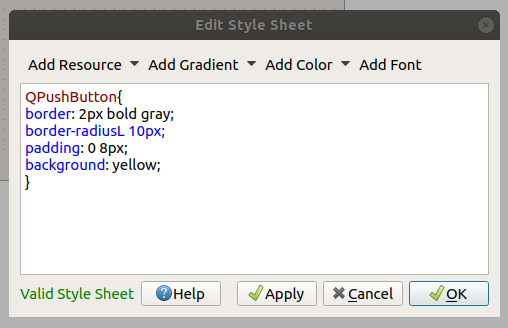 Edit Style Sheet
Add Resource Add Gradient Add Color Add Font
QPushButton{
border: 2px bold gray;
border-radiusL 10px;
padding: 0 8px;
background: yellow;
}
Valid Style Sheet Help Apply Cancel OK